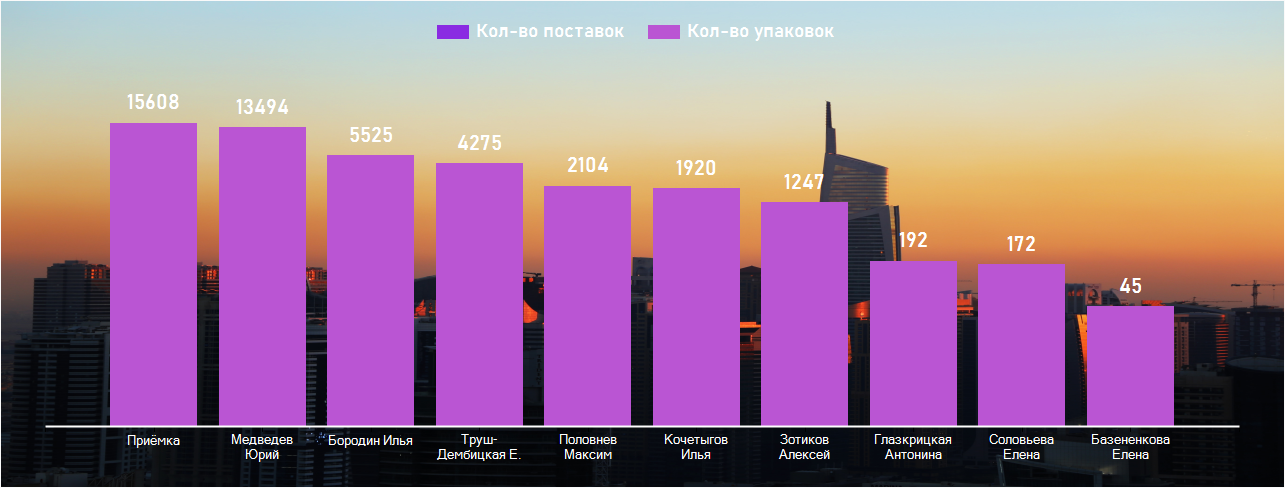 Кол-во поставок Кол-во упаковок
15608
13494
5525
4275
2104
1920
1247
192
172
45
Приёмка
Медведев
Юрий
Бородин Илья
Труш-
Дембицкая Е.
Половнев
Максим
Кочетыгов
Илья
Зотиков
Алексей
Глазкрицкая
Антонина
Соловьева
Елена
Базененкова
Елена